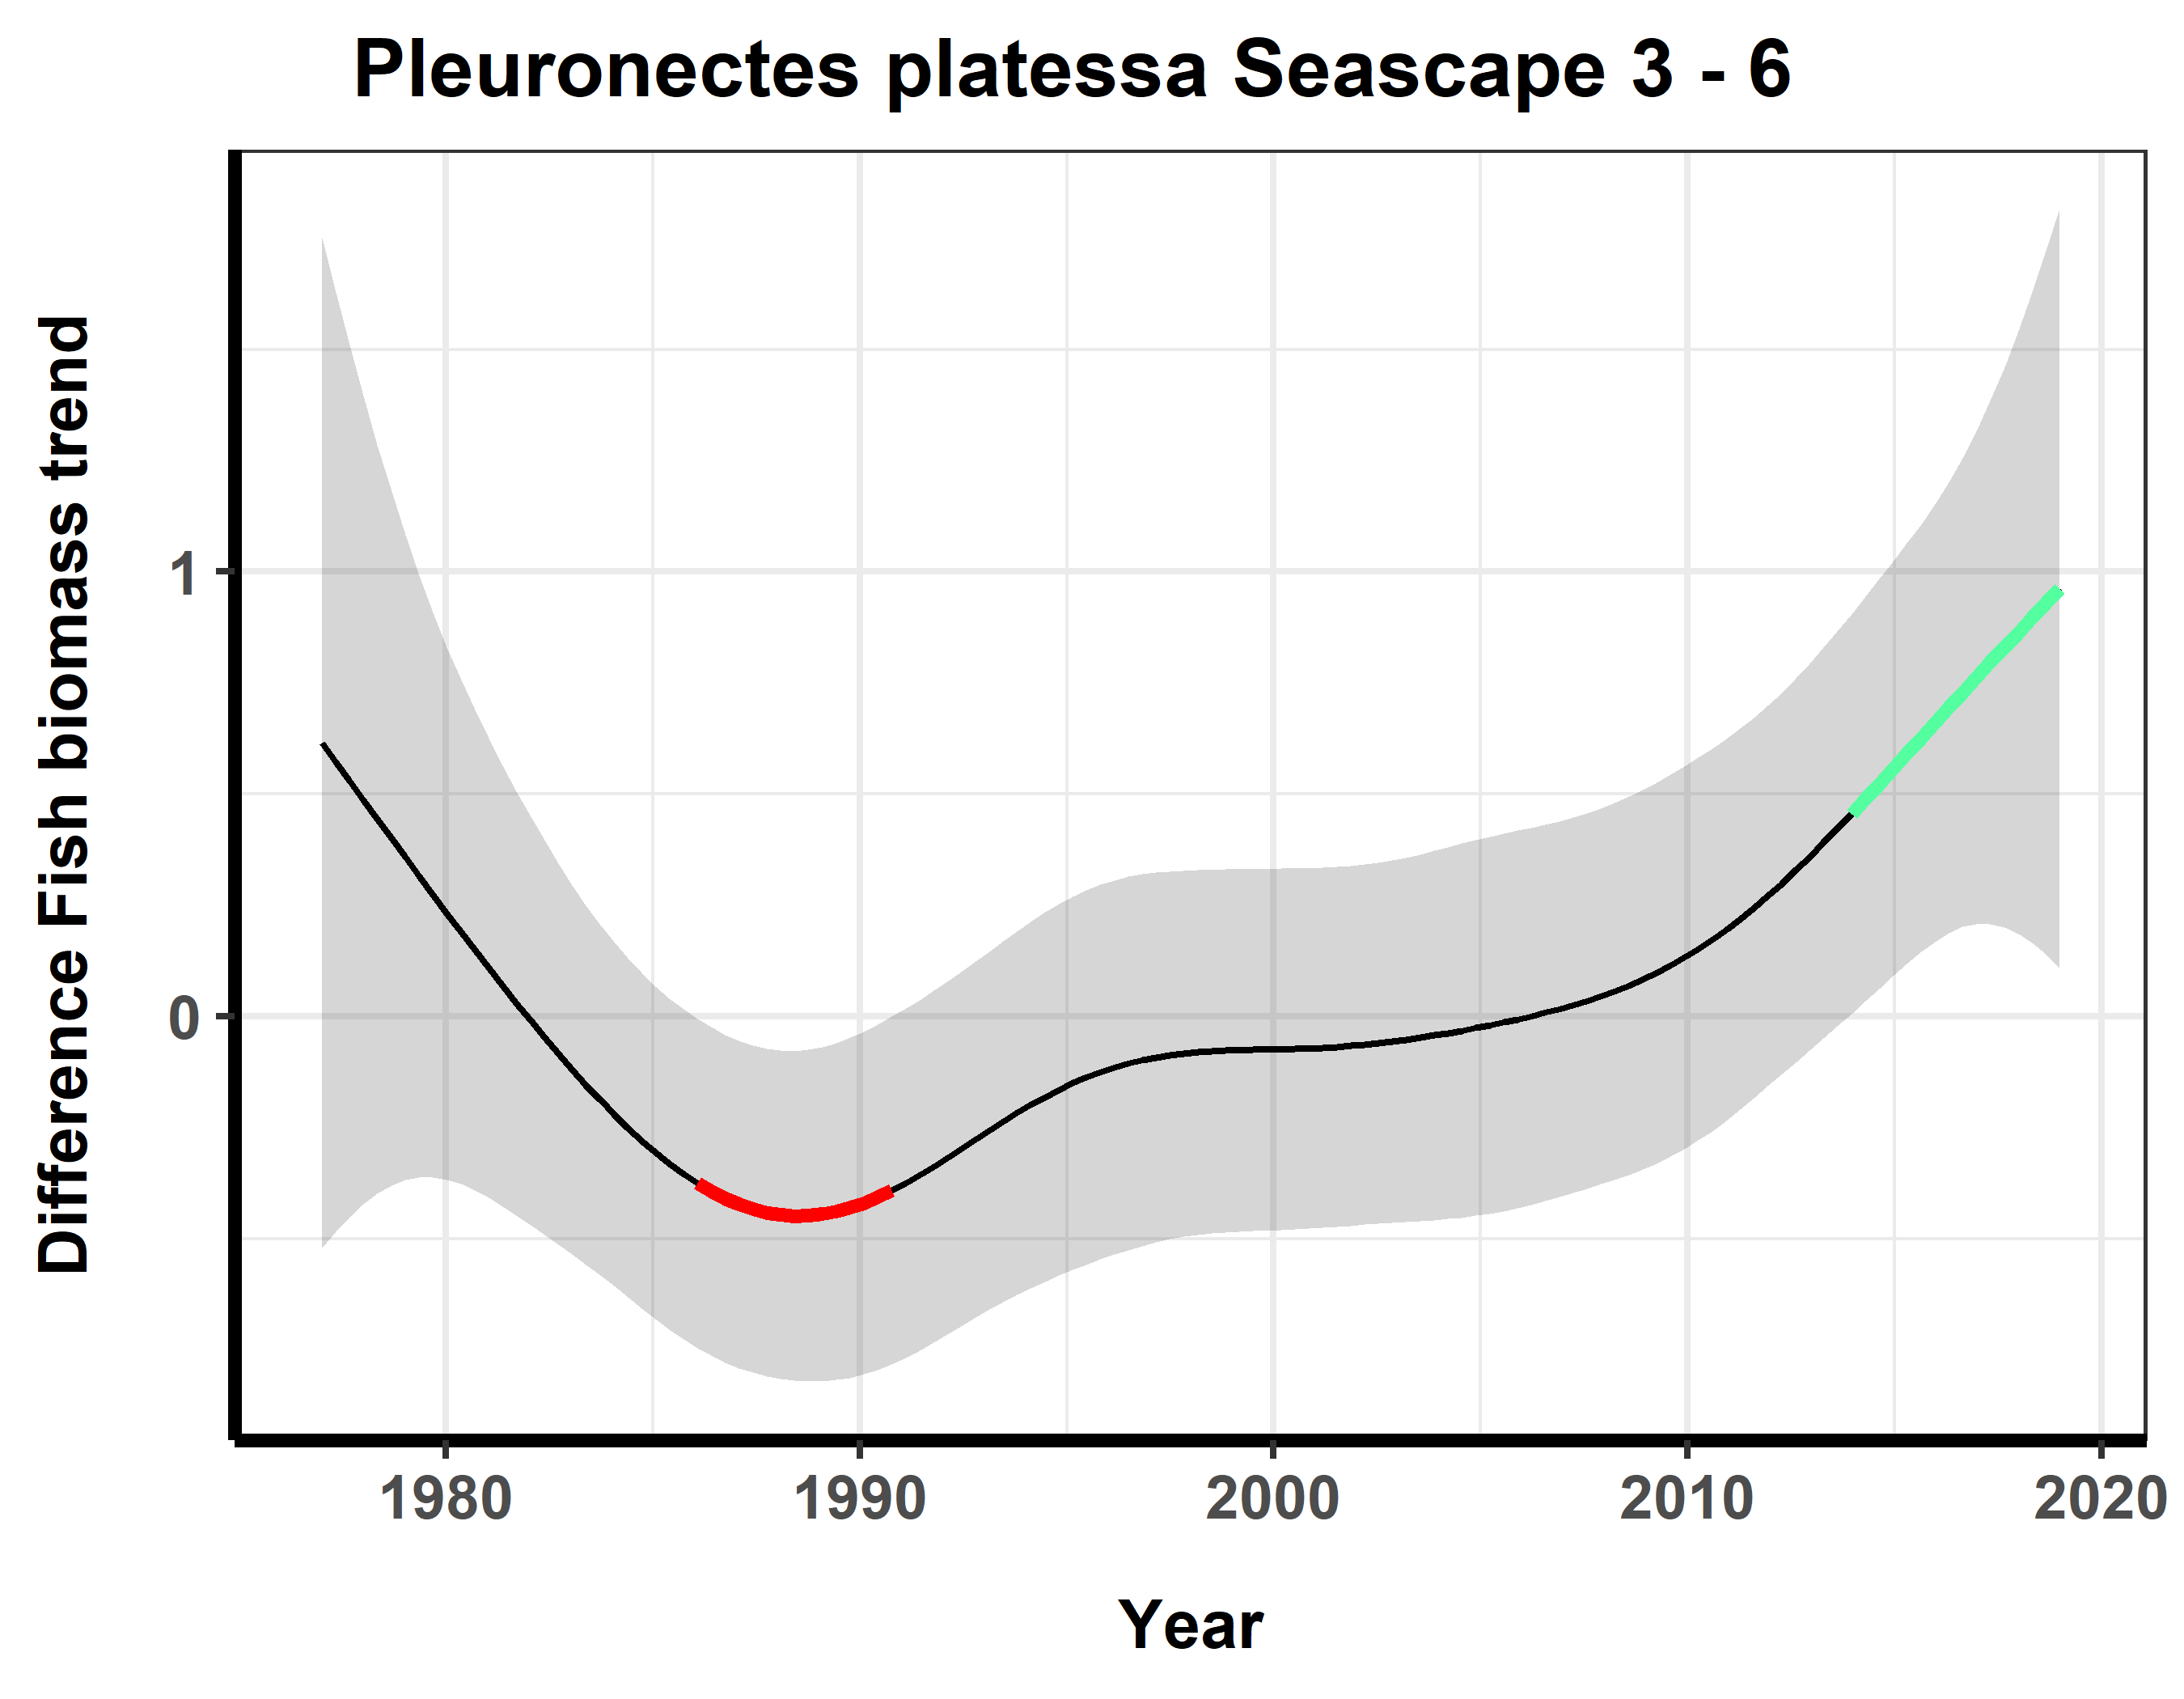 Pleuronectes platessa Seascape 3 - 6
Difference Fish biomass trend
1
0
1980 1990 2000 2010 2020
Year